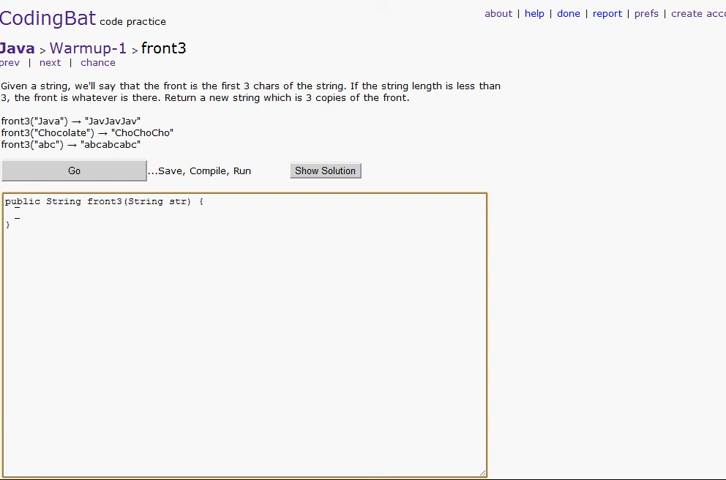 CodingBat code practice
about | help | done | report | prefs | create acc
Java > Warmup-1 > front3
prev | next | chance
Given a string, we'll say that the front is the first 3 chars of the string. If the string length is less than
3, the front is whatever is there. Return a new string which is 3 copies of the front.
front3("Java") → "JavJavJav"
front3("Chocolate") → "ChoChoCho"
front3("abc") → "abcabcabc"
Go ...Save, Compile, Run Show Solution
public String front3(String str) {
}